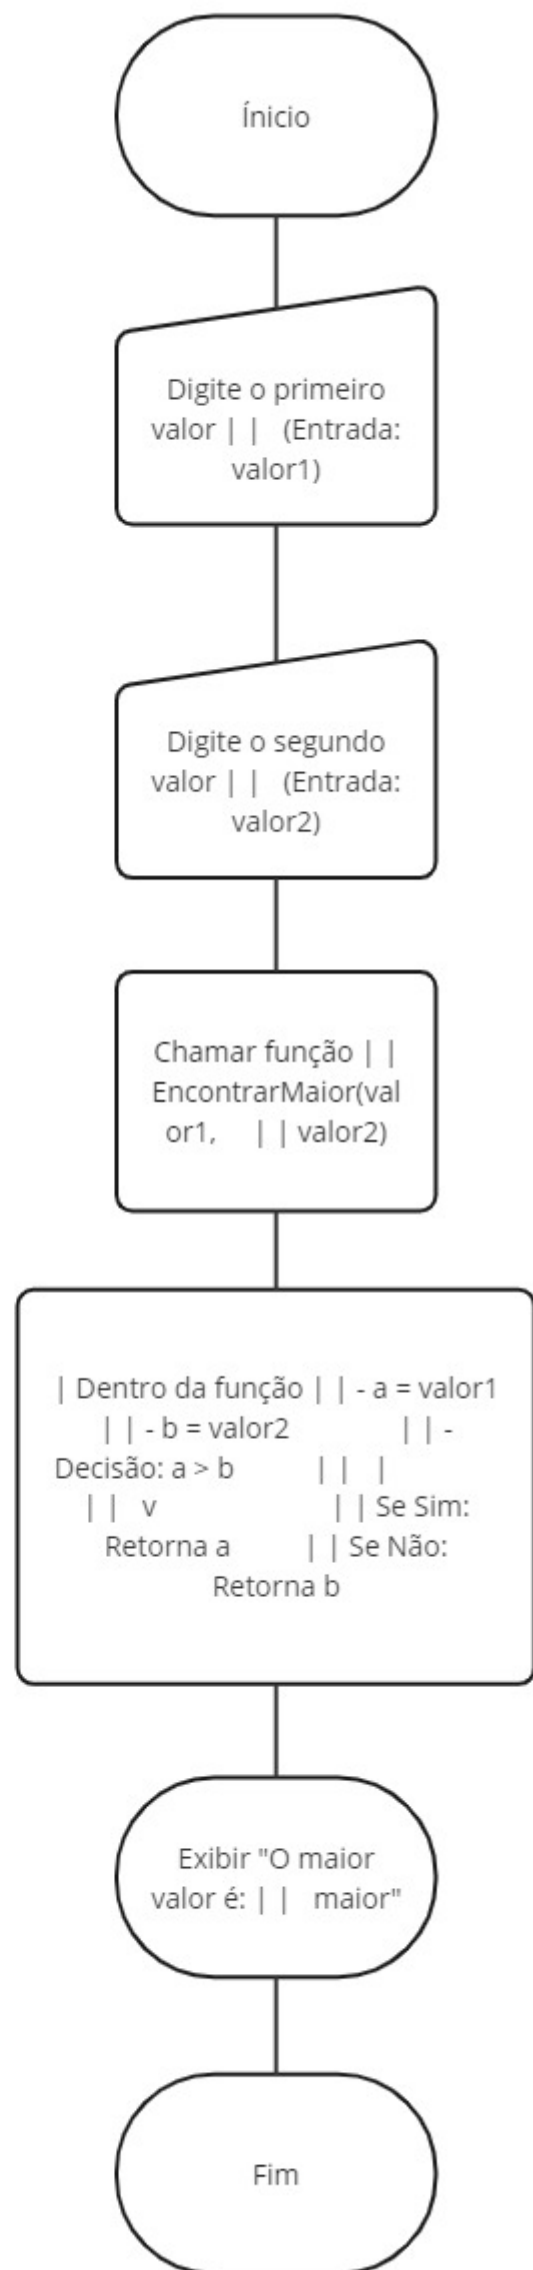 Ínicio
Digite o primeiro
valor | |   (Entrada:
valor1)
Digite o segundo
valor | |   (Entrada:
valor2)
Chamar função | |
EncontrarMaior(val
or1,     | | valor2)
| Dentro da função | | - a = valor1
| | - b = valor2               | | -
Decisão: a > b           | |   |
| |   v                        | | Se Sim:
Retorna a          | | Se Não:
Retorna b
Exibir "O maior
valor é: | |   maior"
Fim